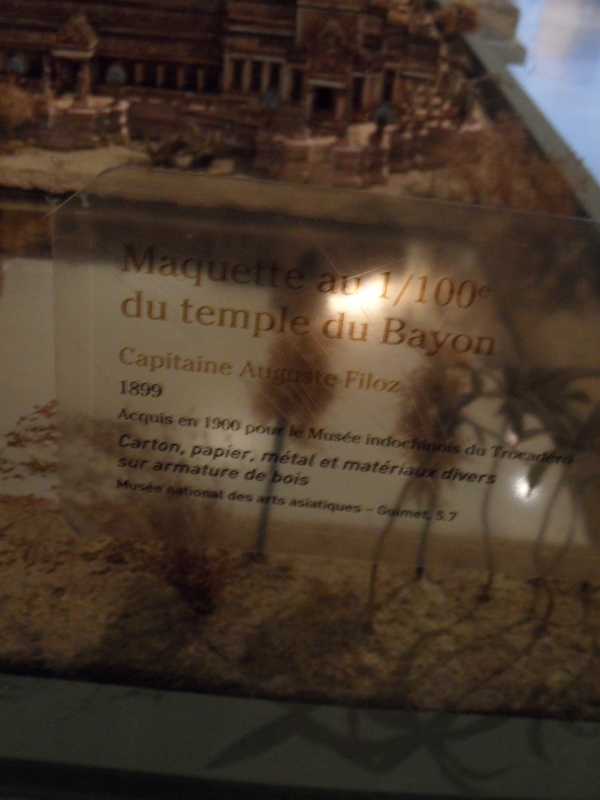 Maquette au 1/100e
du temple du Bayon
Capitaine Auguste Filoz
1899
Acquis en 1900 pour le Musée indochinois du Trocadéro
Carton, papier, métal et matériaux divers
sur armature de bois
Musée national des arts asiatiques – Guimet, 5.7